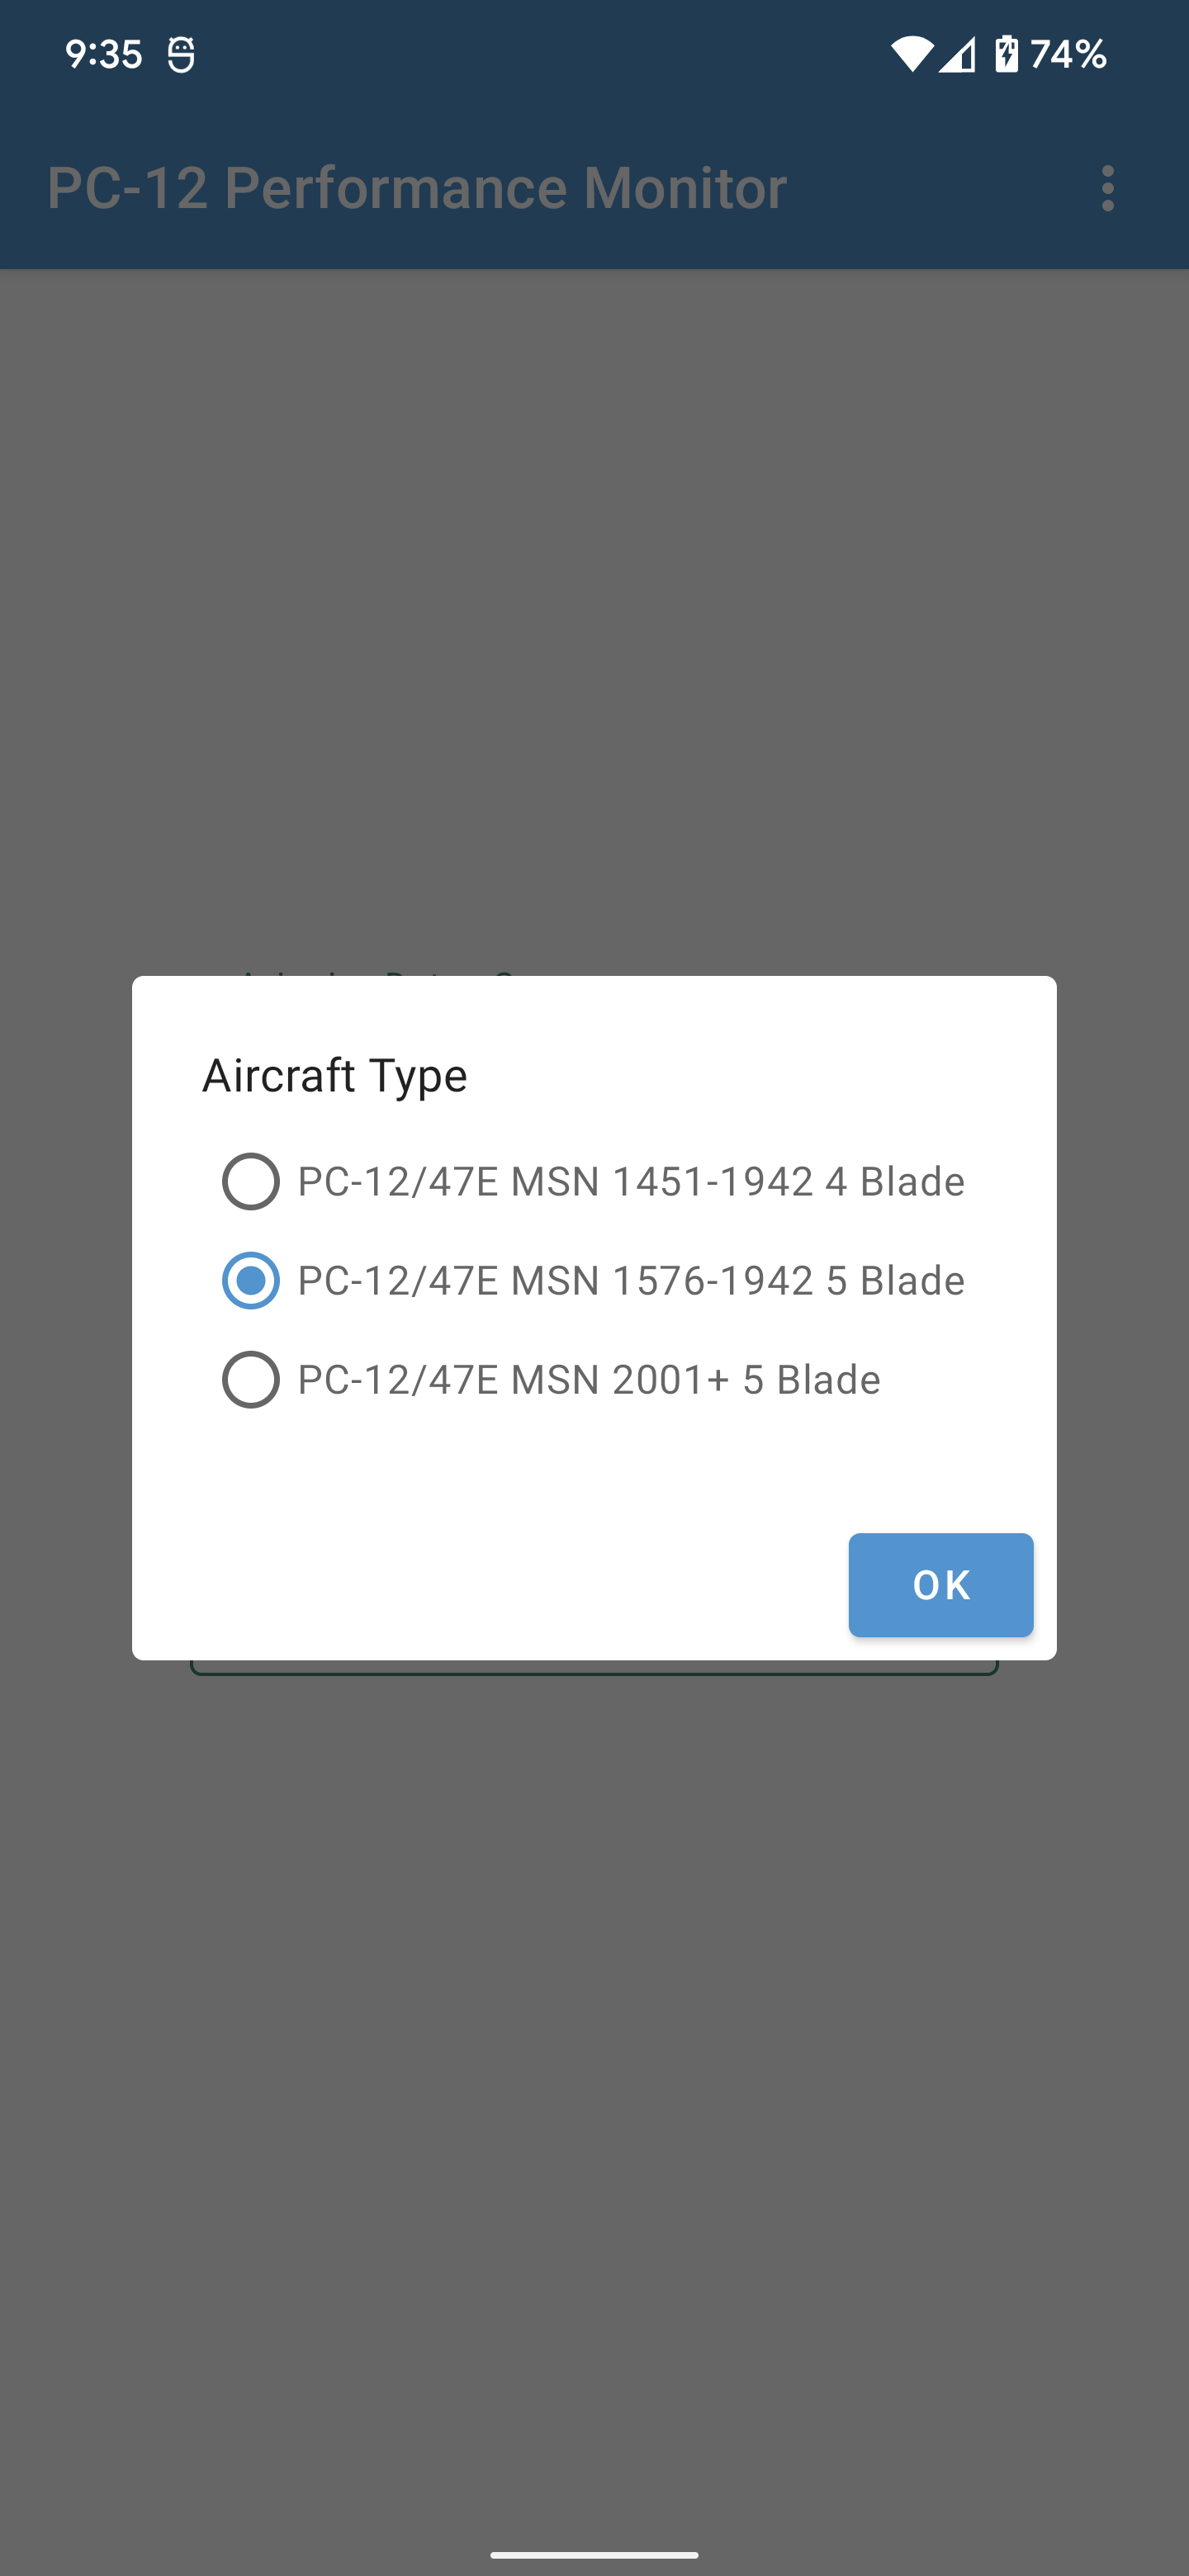 9:35
74%
PC-12 Performance Monitor
Aircraft Type
PC-12/47E MSN 1451-1942 4 Blade
PC-12/47E MSN 1576-1942 5 Blade
PC-12/47E MSN 2001+ 5 Blade
OK